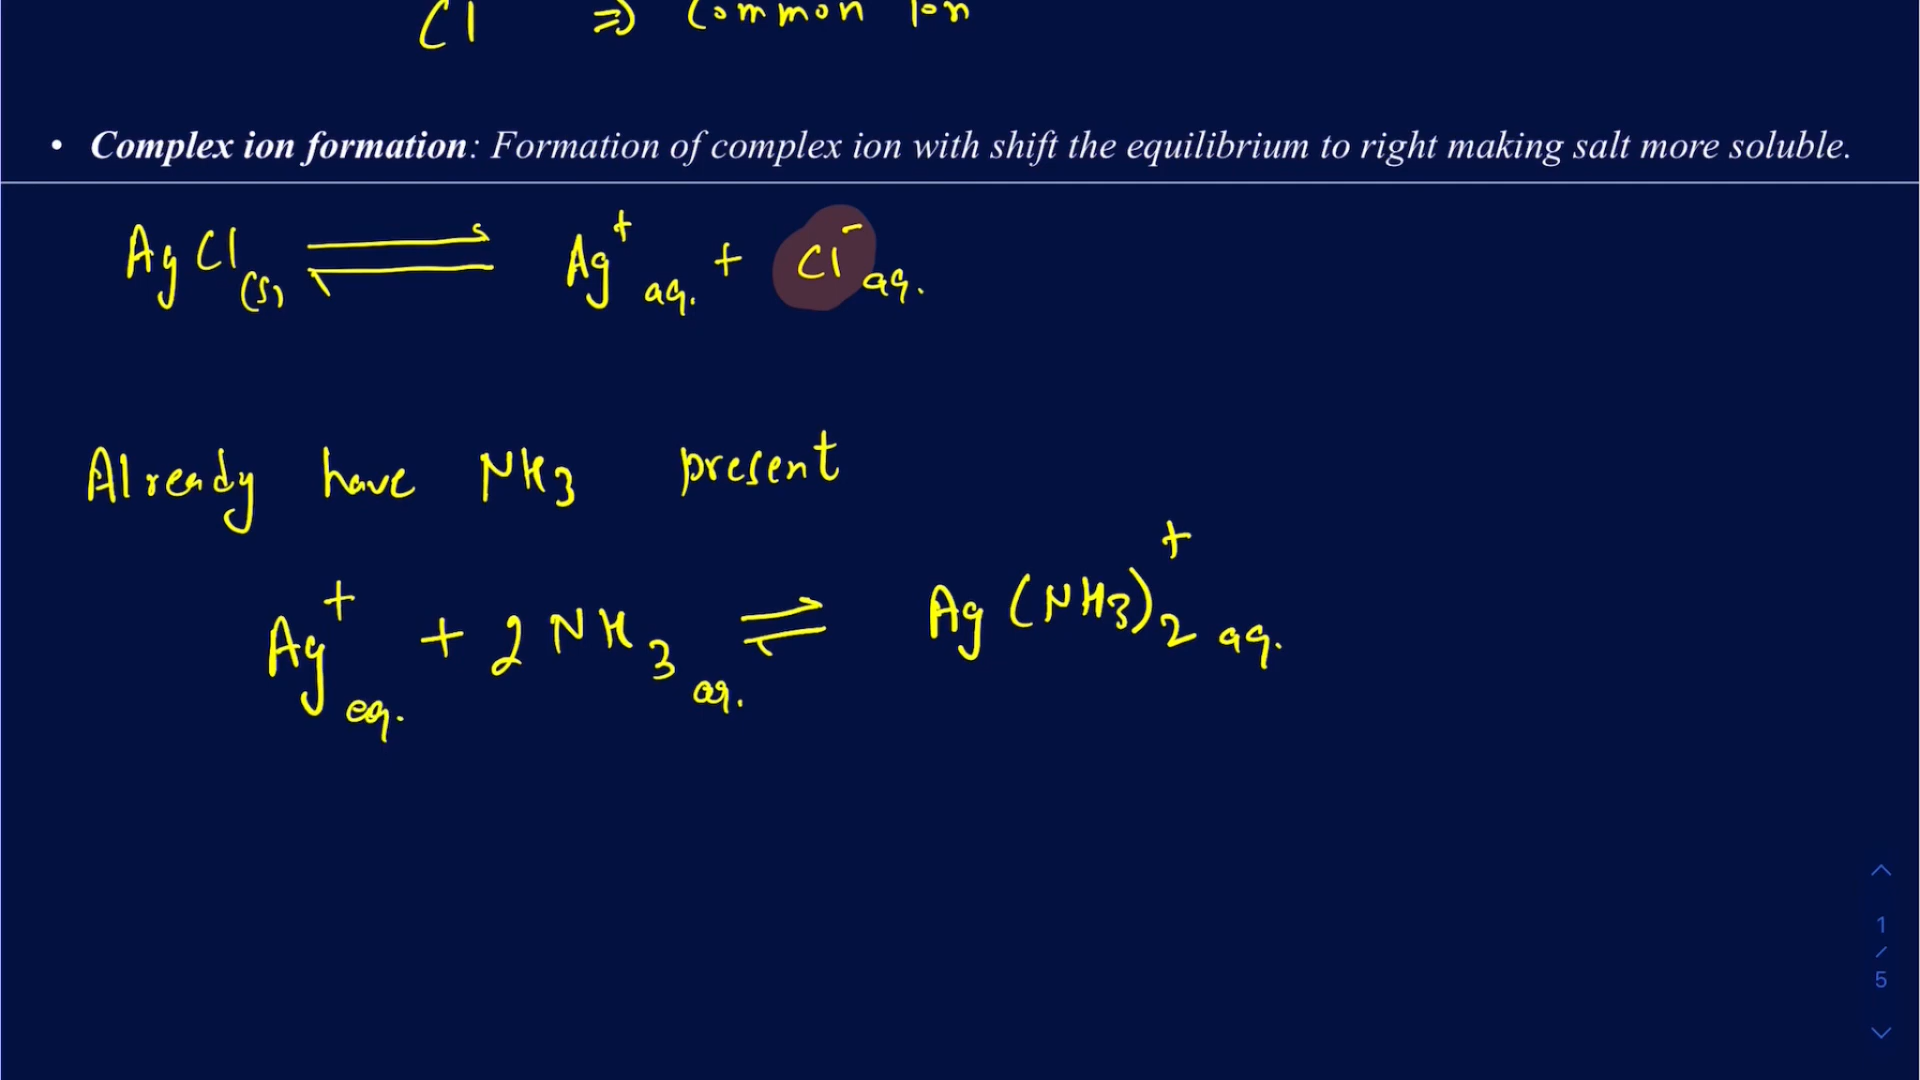 Cl ⇒ Common Ion
• Complex ion formation: Formation of complex ion with shift the equilibrium to right making salt more soluble.
AgCl(s) ⇌ Ag⁺ aq. + Cl⁻ aq.
Already have NH3 present
Ag⁺ eq. + 2NH3 aq. ⇌ Ag(NH3)2⁺ aq.
1
/
5